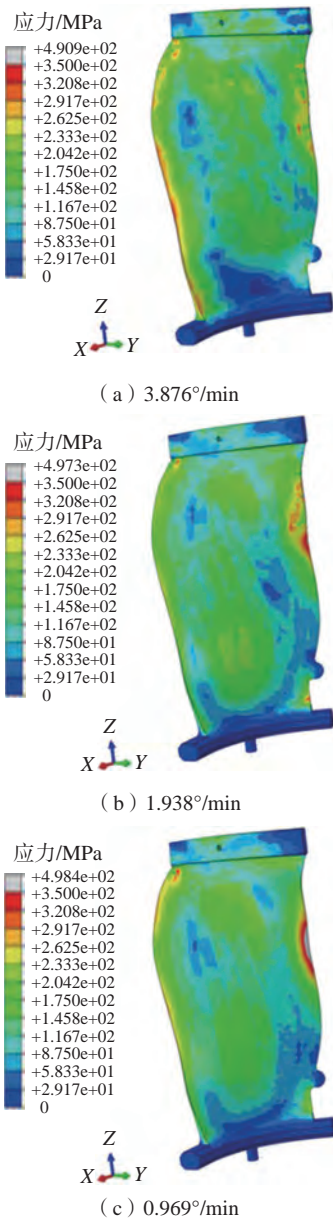 应力/MPa
+4.909e+02
+3.500e+02
+3.208e+02
+2.917e+02
+2.625e+02
+2.333e+02
+2.042e+02
+1.750e+02
+1.458e+02
+1.167e+02
+8.750e+01
+5.833e+01
+2.917e+01
0
Z
X Y
（a）3.876°/min
应力/MPa
+4.973e+02
+3.500e+02
+3.208e+02
+2.917e+02
+2.625e+02
+2.333e+02
+2.042e+02
+1.750e+02
+1.458e+02
+1.167e+02
+8.750e+01
+5.833e+01
+2.917e+01
0
Z
X Y
（b）1.938°/min
应力/MPa
+4.984e+02
+3.500e+02
+3.208e+02
+2.917e+02
+2.625e+02
+2.333e+02
+2.042e+02
+1.750e+02
+1.458e+02
+1.167e+02
+8.750e+01
+5.833e+01
+2.917e+01
0
Z
X Y
（c）0.969°/min